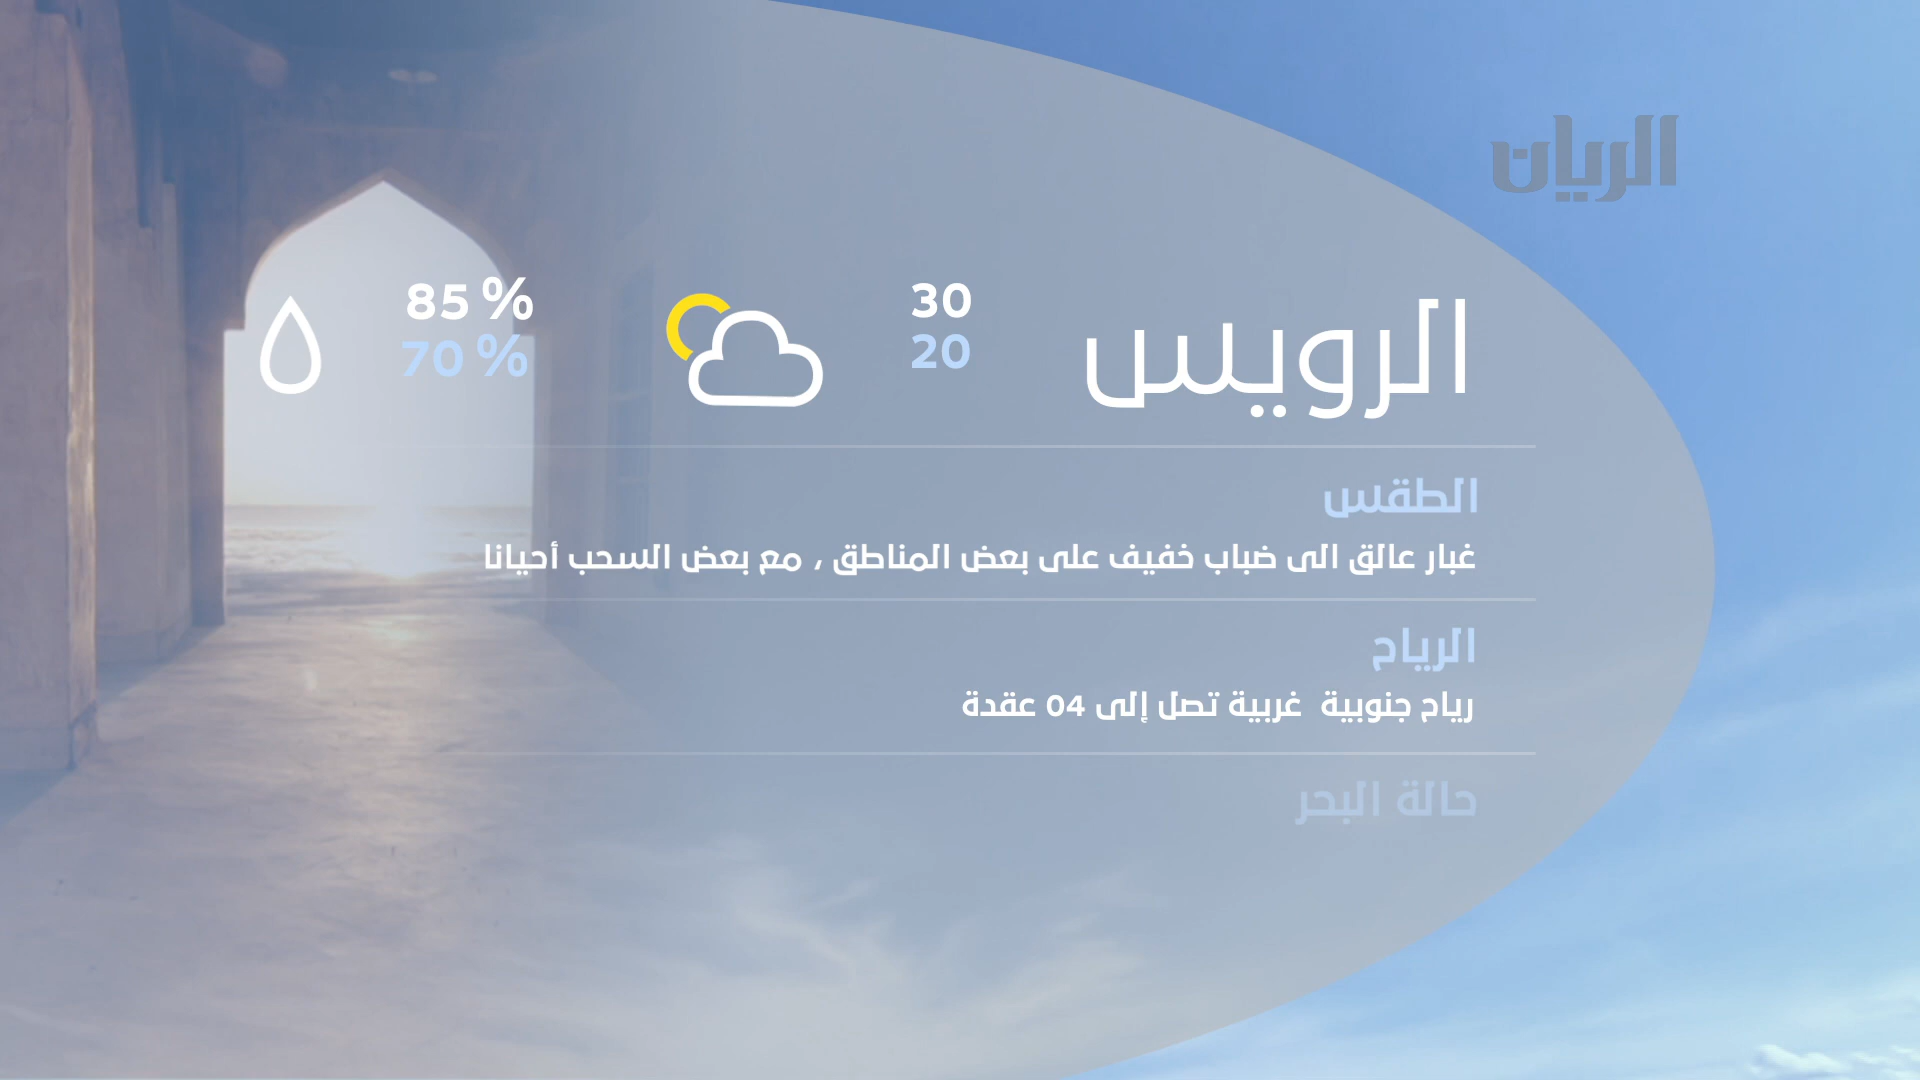 الريان
الرويس
30
20
85 %
70 %
الطقس
غبار عالق الى ضباب خفيف على بعض المناطق ، مع بعض السحب أحيانا
الرياح
رياح جنوبية غربية تصل إلى 04 عقدة
حالة البحر